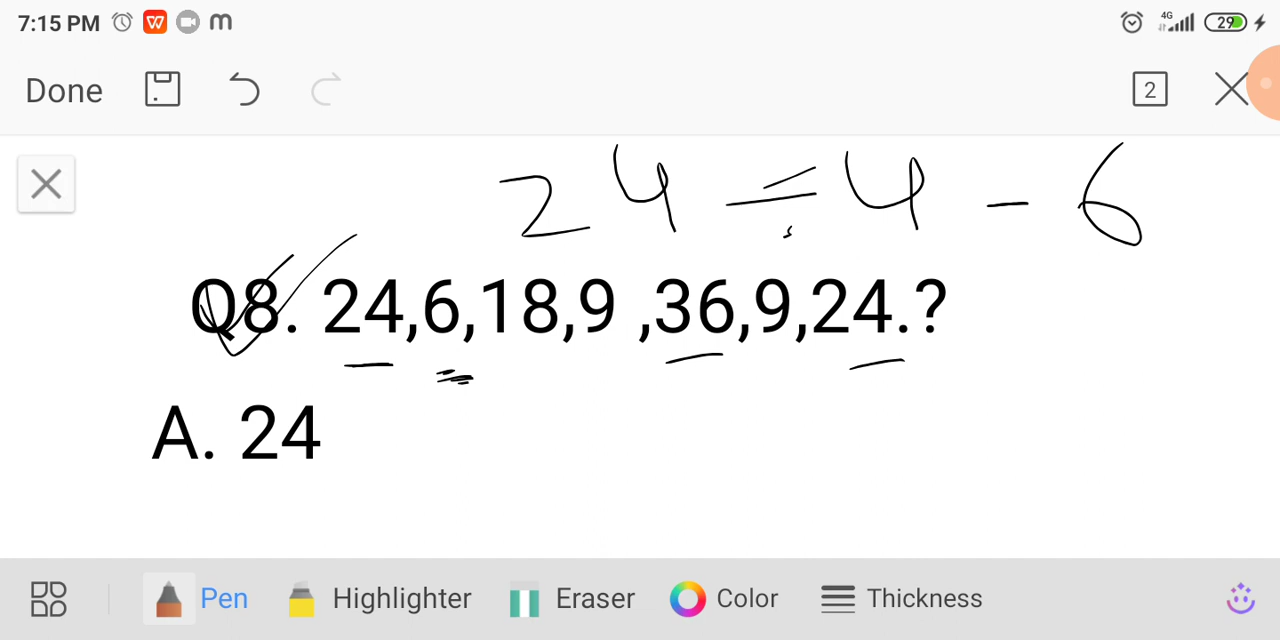 7:15 PM W m 4G 29
Done 2
24 = 4 - 6
Q8. 24,6,18,9 ,36,9,24.?
A. 24
Pen Highlighter Eraser Color Thickness